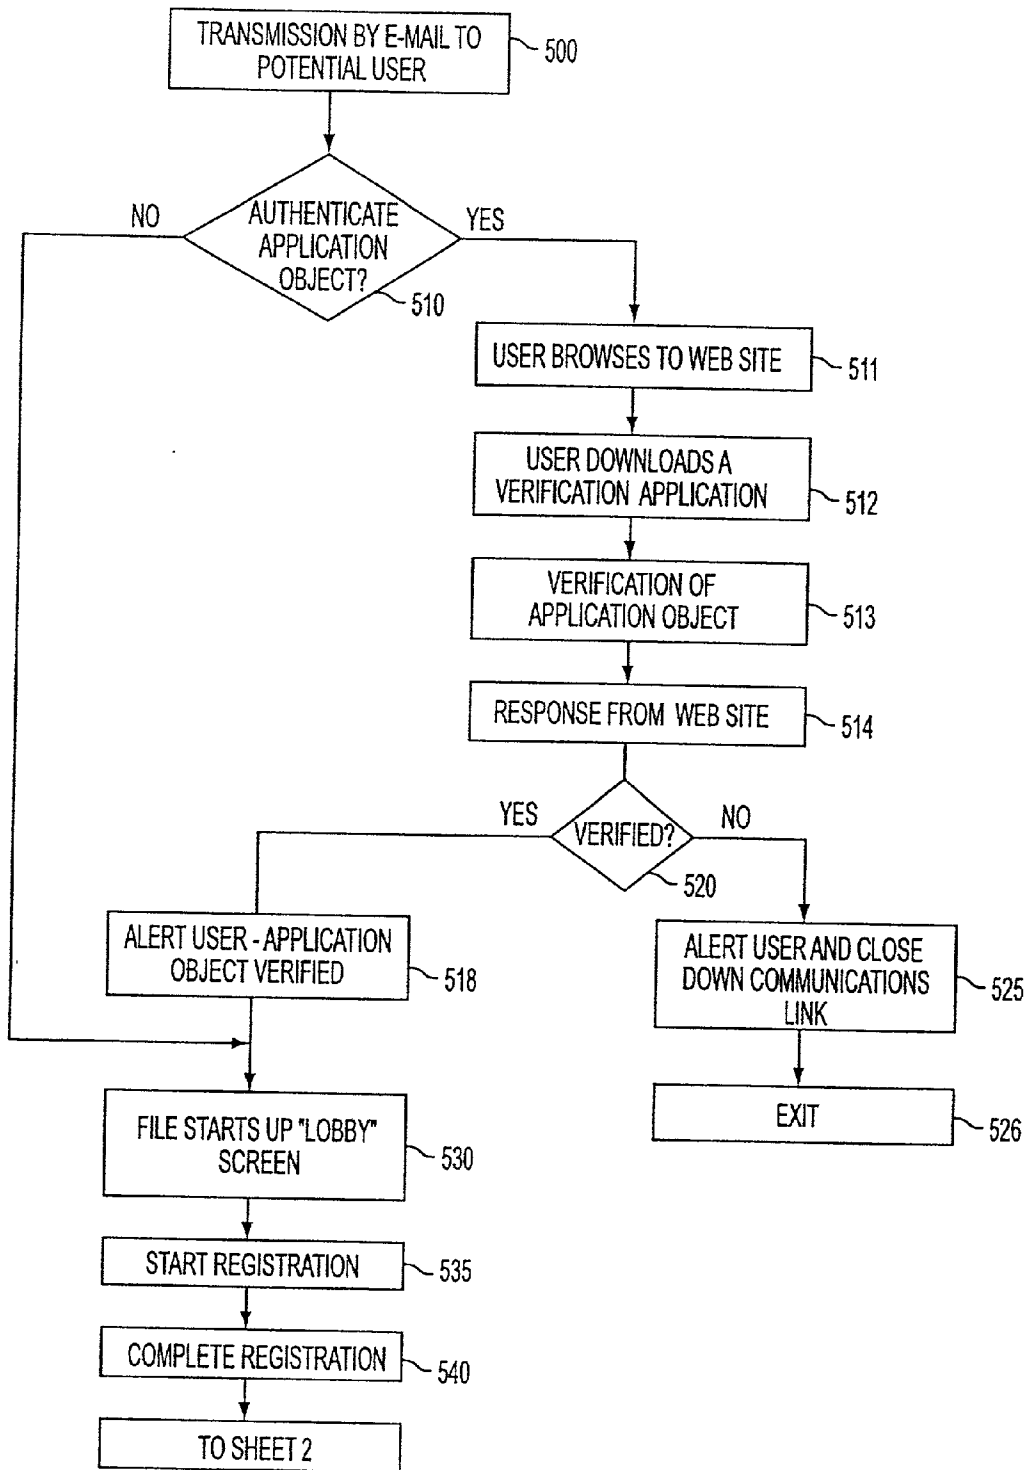 TRANSMISSION BY E-MAIL TO
POTENTIAL USER
500
NO
AUTHENTICATE
APPLICATION
OBJECT?
YES
510
USER BROWSES TO WEB SITE
511
USER DOWNLOADS A
VERIFICATION APPLICATION
512
VERIFICATION OF
APPLICATION OBJECT
513
RESPONSE FROM WEB SITE
514
YES
VERIFIED?
NO
520
ALERT USER - APPLICATION
OBJECT VERIFIED
518
ALERT USER AND CLOSE
DOWN COMMUNICATIONS
LINK
525
FILE STARTS UP "LOBBY"
SCREEN
530
EXIT
526
START REGISTRATION
535
COMPLETE REGISTRATION
540
TO SHEET 2